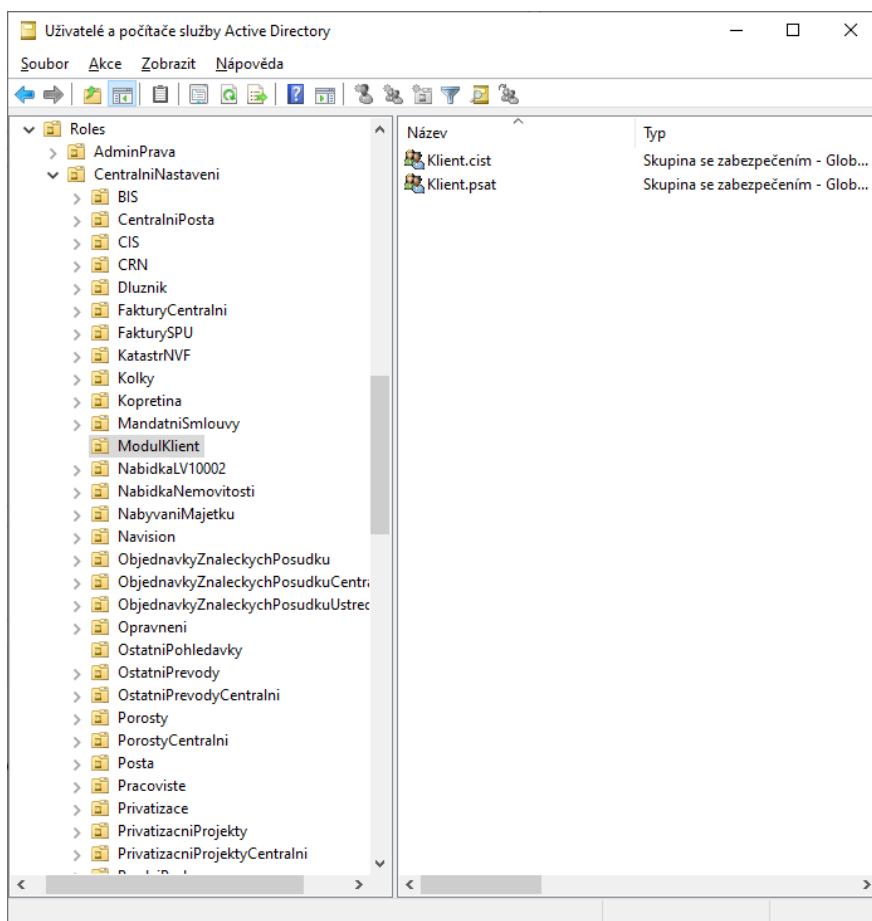 Uživatelé a počítače služby Active Directory
Soubor Akce Zobrazit Nápověda
Roles
AdminPrava
CentralniNastaveni
BIS
CentralniPosta
CIS
CRN
Dluznik
FakturyCentralni
FakturySPU
KatastrNVF
Kolky
Kopretina
MandatniSmlouvy
ModulKlient
NabidkaLV10002
NabidkaNemovitosti
NabyvaniMajetku
Navision
ObjednavkyZnaleckychPosudku
ObjednavkyZnaleckychPosudkuCentra
ObjednavkyZnaleckychPosudkuUstred
Opravneni
OstatniPohledavky
OstatniPrevody
OstatniPrevodyCentralni
Porosty
PorostyCentralni
Posta
Pracoviste
Privatizace
PrivatizacniProjekty
PrivatizacniProjektyCentralni
Název Typ
Klient.cist Skupina se zabezpečením - Glob...
Klient.psat Skupina se zabezpečením - Glob...